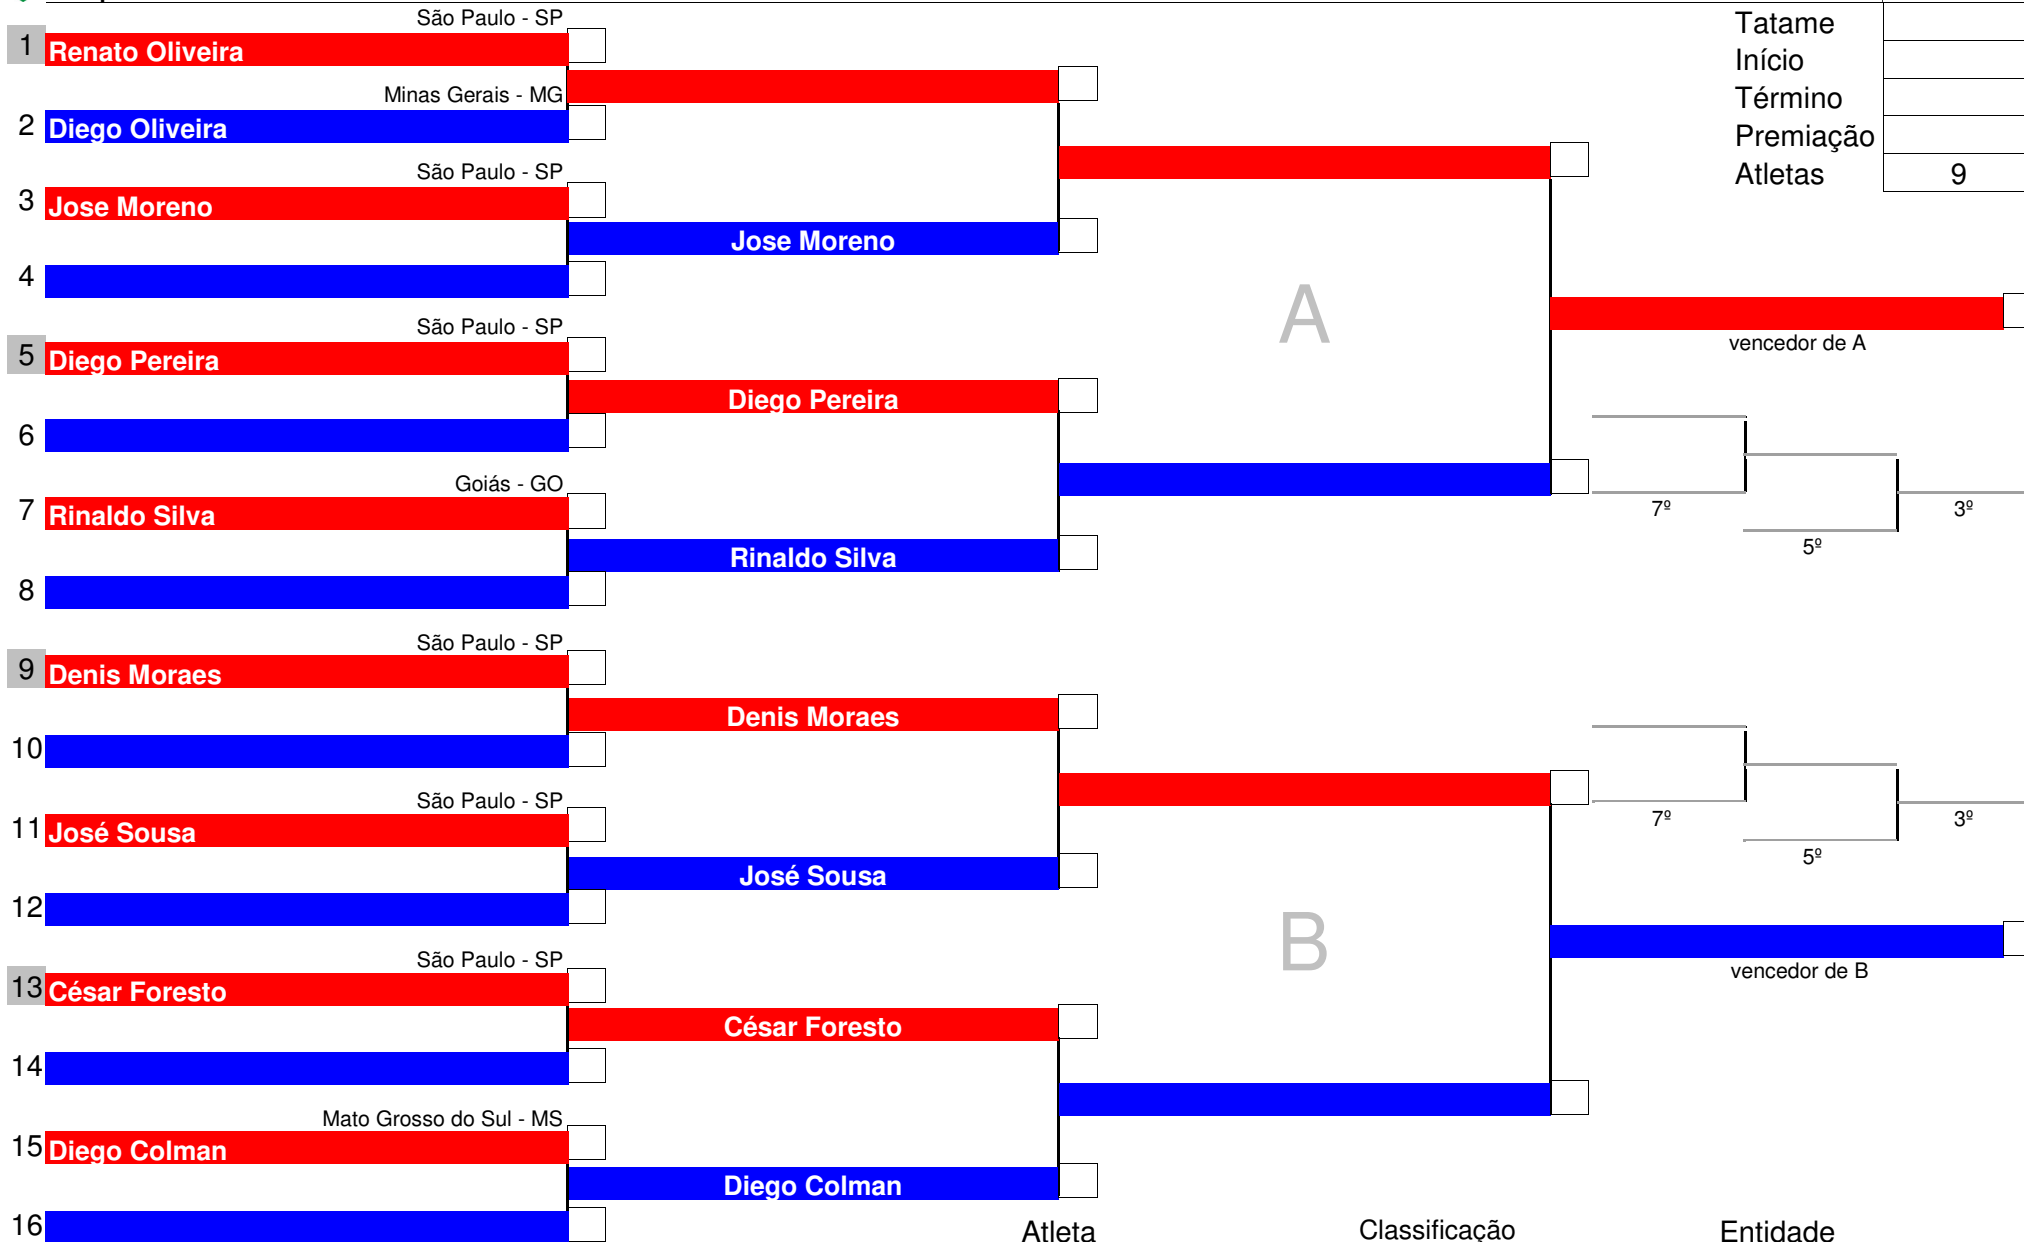 São Paulo - SP
1 Renato Oliveira
Minas Gerais - MG
2 Diego Oliveira
São Paulo - SP
3 Jose Moreno
Jose Moreno
4
São Paulo - SP
5 Diego Pereira
Diego Pereira
6
Goiás - GO
7 Rinaldo Silva
Rinaldo Silva
8
São Paulo - SP
9 Denis Moraes
Denis Moraes
10
São Paulo - SP
11 José Sousa
José Sousa
12
São Paulo - SP
13 César Foresto
César Foresto
14
Mato Grosso do Sul - MS
15 Diego Colman
Diego Colman
16
A
B
Tatame
Início
Término
Premiação
Atletas 9
vencedor de A
7º
3º
5º
7º
3º
5º
vencedor de B
Atleta Classificação Entidade